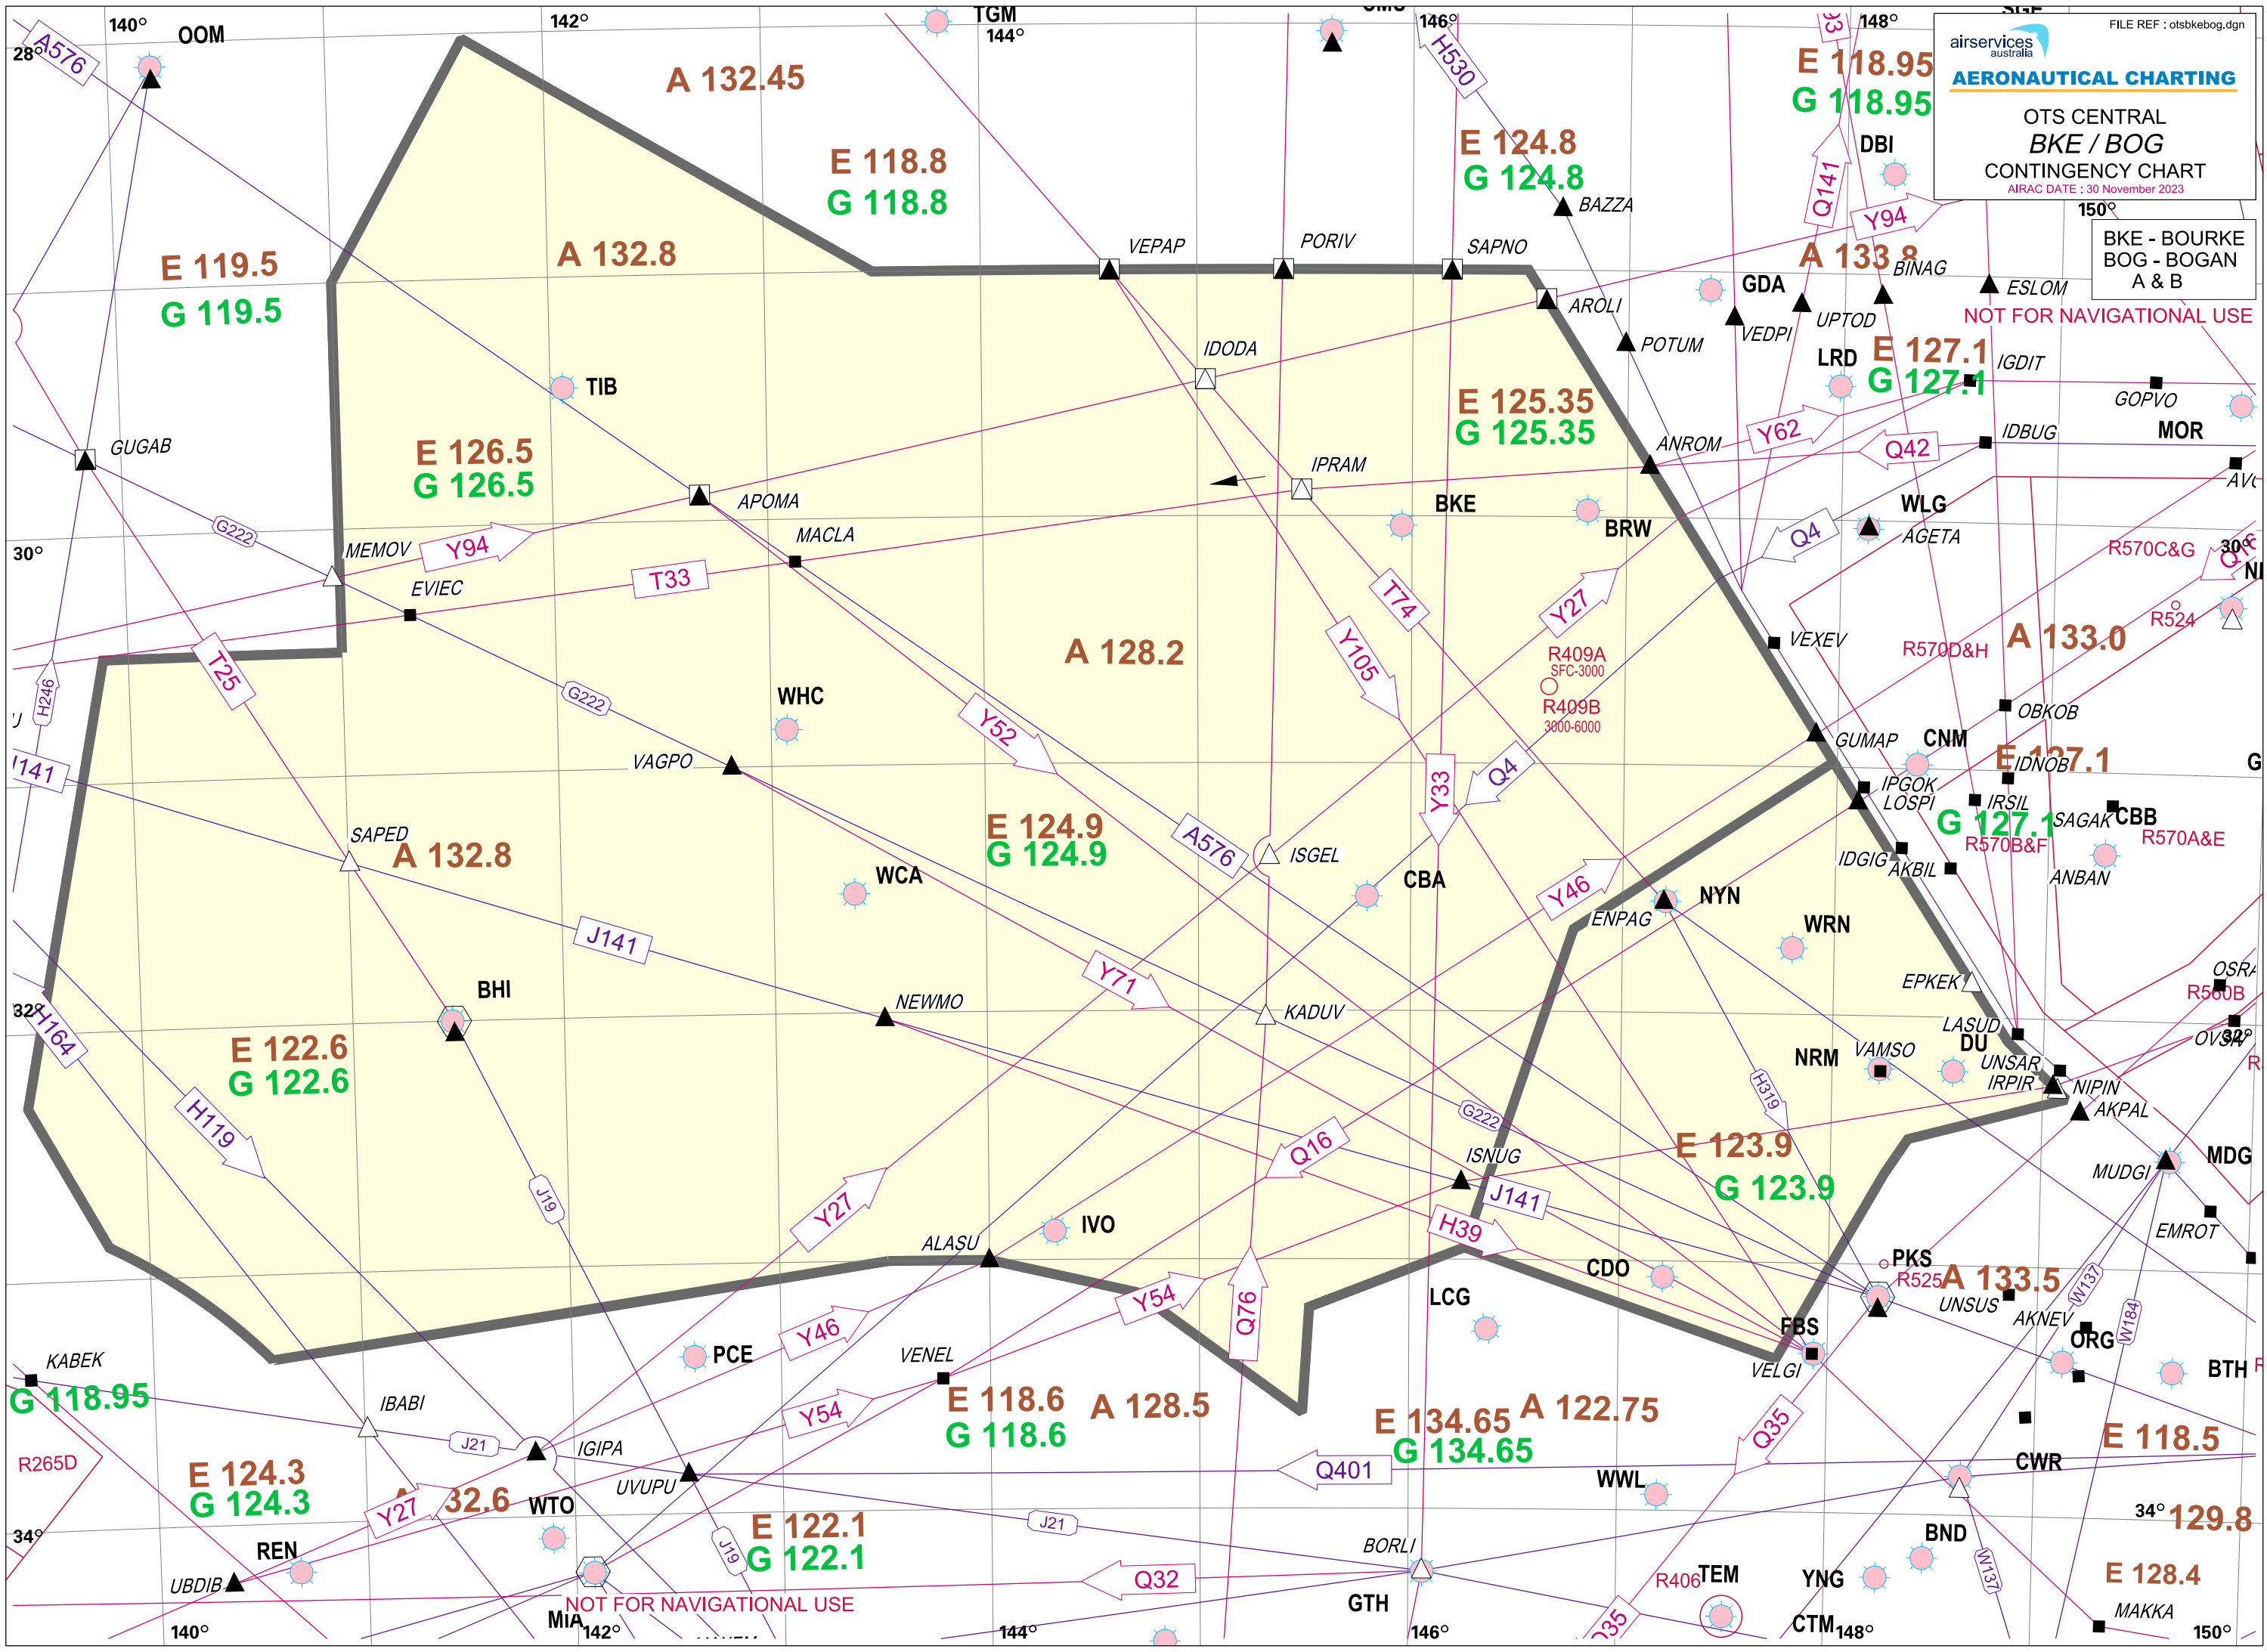 140°
142°
TGM
144°
146°
148°
28°
OOM
A576
H530
FILE REF : otsbkebog.dgn
airservices
australia
AERONAUTICAL CHARTING
OTS CENTRAL
BKE / BOG
CONTINGENCY CHART
AIRAC DATE : 30 November 2023
150°
BKE - BOURKE
BOG - BOGAN
A & B
NOT FOR NAVIGATIONAL USE
A 132.45
E 118.95
G 118.95
E 118.8
G 118.8
E 124.8
G 124.8
DBI
Q141
Y94
BAZZA
E 119.5
G 119.5
A 132.8
VEPAP
PORIV
SAPNO
A 133.8
BINAG
GDA
ESLOM
AROLI
UPTOD
VEDPI
POTUM
IDODA
LRD
E 127.1
G 127.1
IGDIT
GOPVO
TIB
E 125.35
G 125.35
Y62
Q42
IDBUG
MOR
GUGAB
E 126.5
G 126.5
ANROM
IPRAM
APOMA
BKE
BRW
WLG
AGETA
G222
MACLA
Q4
R570C&G
30°
30°
Q16
MEMOV
Y94
EVIEC
T33
T74
Y27
R524
A 133.0
VEXEV
R570D&H
T25
H246
A 128.2
Y105
R409A
SFC-3000
R409B
3000-6000
G222
WHC
Y52
OBKOB
GUMAP
CNM
VAGPO
Q4
Y33
E 127.1
IDNOB
IPGOK
LOSPI
IRSIL
SAGAK
CBB
G 127.1
R570B&F
R570A&E
SAPED
A 132.8
E 124.9
G 124.9
A576
ISGEL
IDGIG
AKBIL
ANBAN
WCA
CBA
Y46
NYN
ENPAG
WRN
J141
Y71
BHI
EPKEK
R560B
32°
H164
NEWMO
KADUV
LASUD
DU
32°
E 122.6
G 122.6
NRM
VAMSO
UNSAR
IRPIR
NIPIN
AKPAL
H319
H119
G222
Q16
E 123.9
G 123.9
ISNUG
J141
MUDGI
MDG
J19
Y27
IVO
H39
EMROT
ALASU
PKS
R525
A 133.5
CDO
W137
Y54
Q76
LCG
UNSUS
AKNEV
W184
Y46
FBS
ORG
KABEK
PCE
VENEL
VELGI
BTH
G 118.95
IBABI
Y54
E 118.6
G 118.6
A 128.5
E 134.65
G 134.65
A 122.75
Q35
E 118.5
J21
IGIPA
R265D
E 124.3
G 124.3
UVUPU
Q401
CWR
WWL
Y27
WTO
34°
34°
129.8
J21
E 122.1
G 122.1
J19
REN
BORLI
BND
UBDIB
Q32
R406
TEM
YNG
W137
E 128.4
NOT FOR NAVIGATIONAL USE
GTH
MIA
CTM
MAKKA
140°
142°
144°
146°
148°
150°